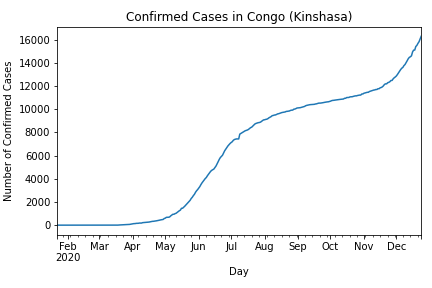 Confirmed Cases in Congo (Kinshasa)
Number of Confirmed Cases
16000
14000
12000
10000
8000
6000
4000
2000
0
Feb Mar Apr May Jun Jul Aug Sep Oct Nov Dec
2020
Day